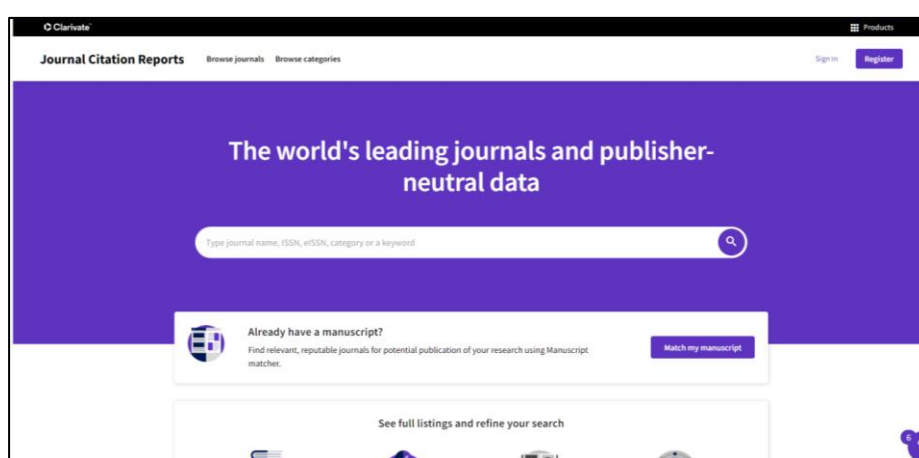 Clarivate™
Products
Journal Citation Reports
Browse journals
Browse categories
Sign In
Register
The world's leading journals and publisher-
neutral data
Type journal name, ISSN, eISSN, category or a keyword
Already have a manuscript?
Find relevant, reputable journals for potential publication of your research using Manuscript
matcher.
Match my manuscript
See full listings and refine your search
6